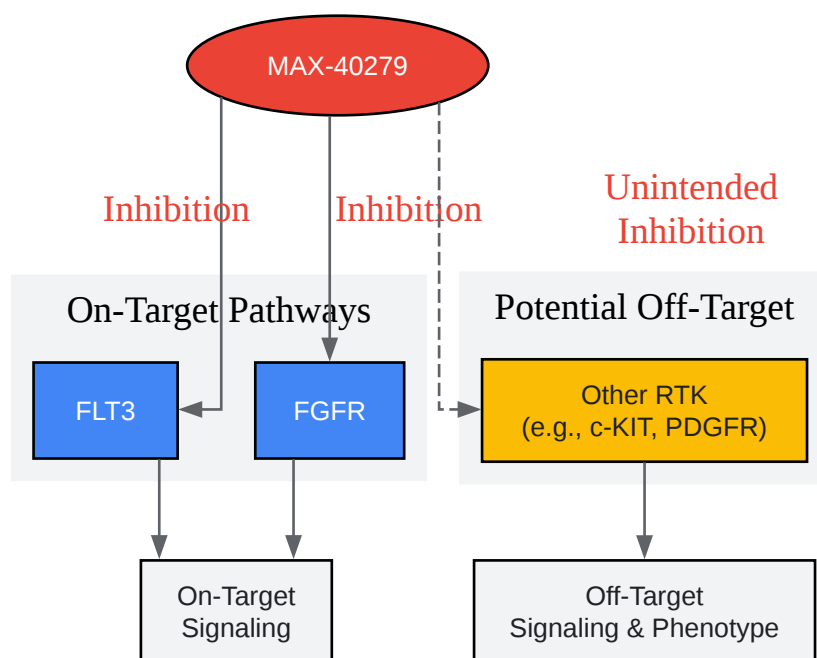 MAX-40279
Inhibition
Inhibition
Unintended
Inhibition
On-Target Pathways
Potential Off-Target
FLT3
FGFR
Other RTK
(e.g., c-KIT, PDGFR)
On-Target
Signaling
Off-Target
Signaling & Phenotype